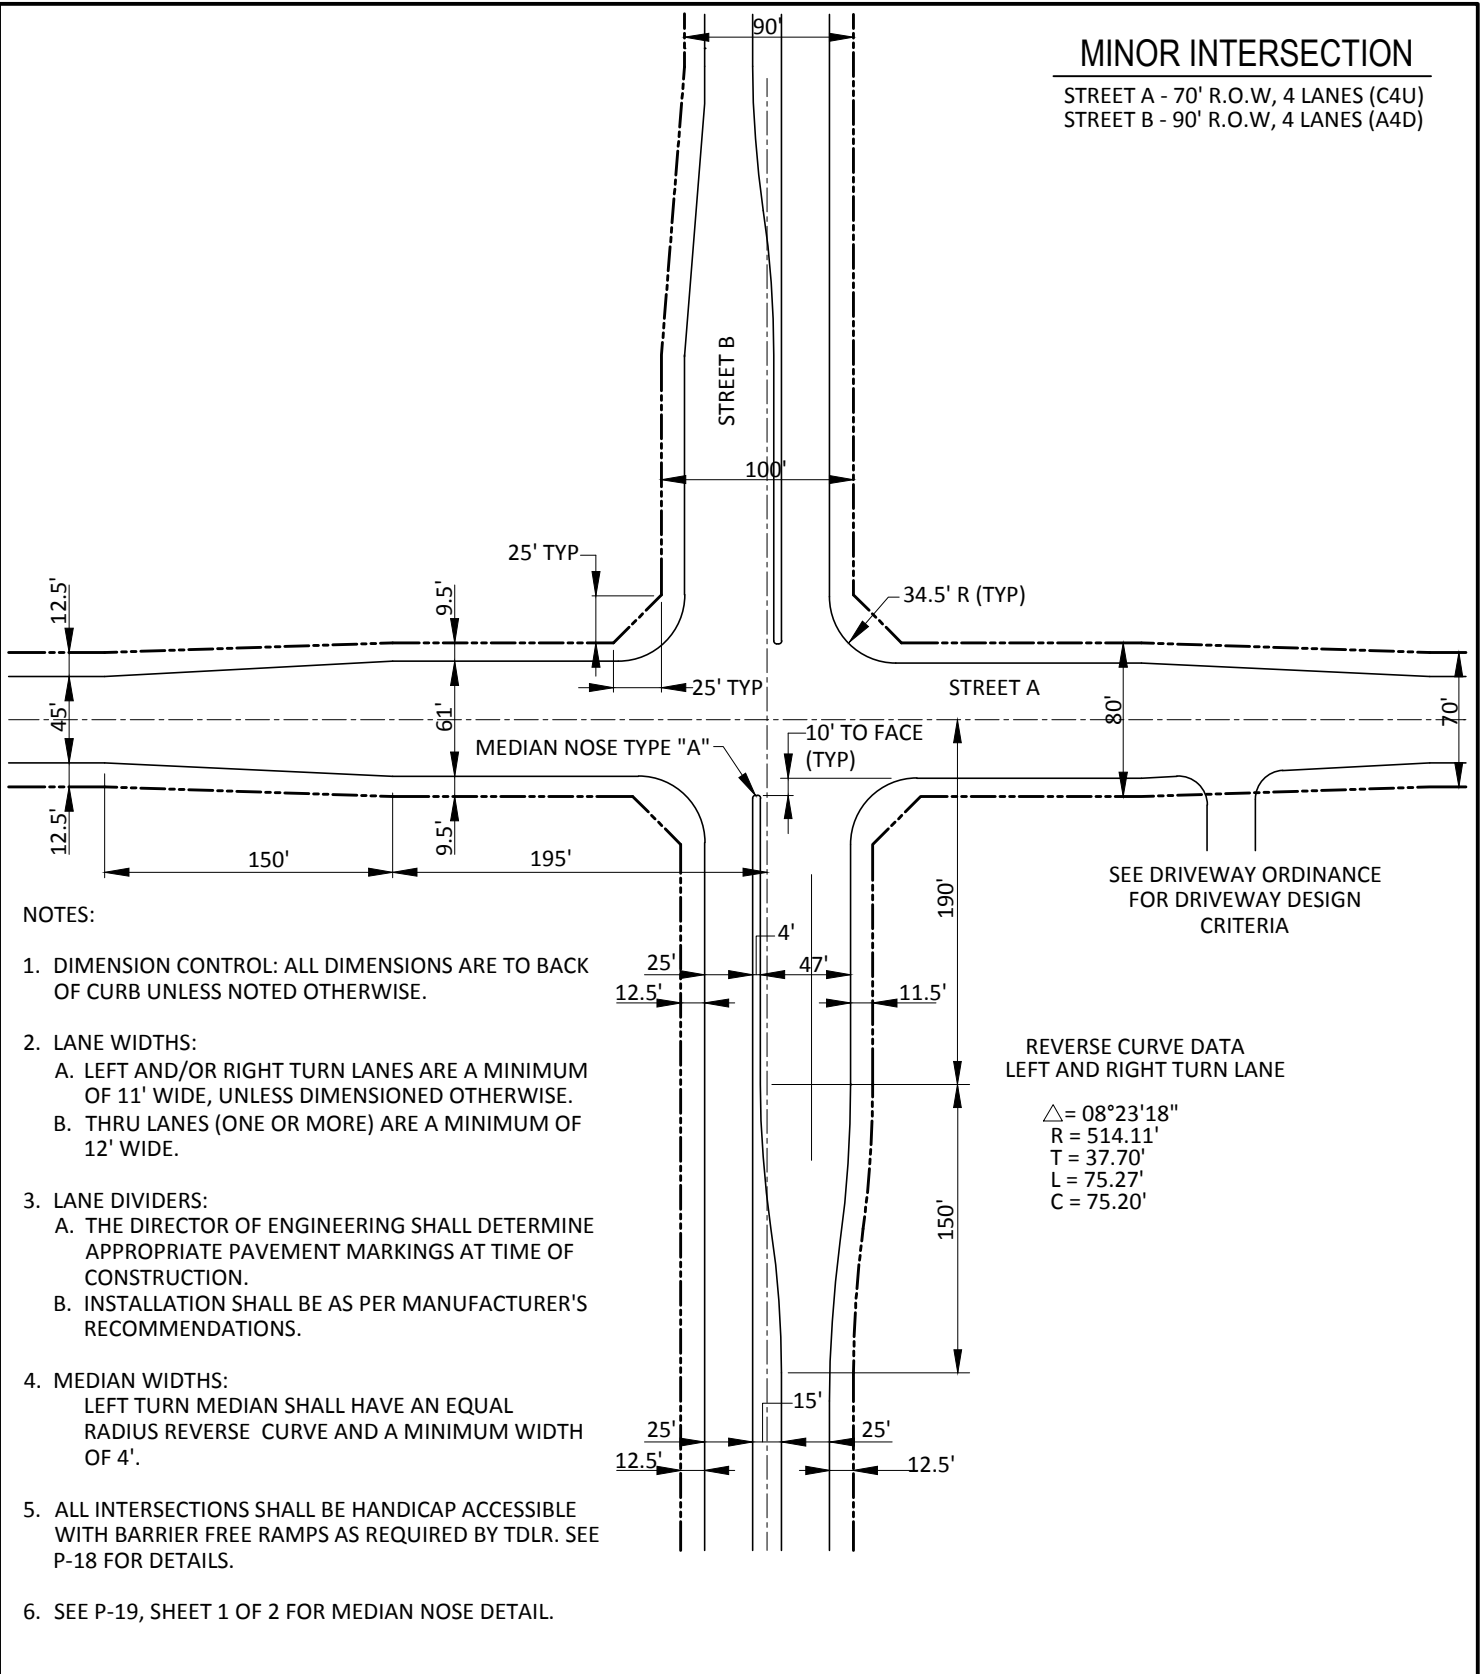 90'
MINOR INTERSECTION
STREET A - 70' R.O.W, 4 LANES (C4U)
STREET B - 90' R.O.W, 4 LANES (A4D)
STREET B
100'
25' TYP
34.5' R (TYP)
12.5'
9.5'
25' TYP
STREET A
45'
61'
80'
70'
MEDIAN NOSE TYPE "A"
10' TO FACE
(TYP)
12.5'
9.5'
150'
195'
190'
SEE DRIVEWAY ORDINANCE
FOR DRIVEWAY DESIGN
CRITERIA
4'
25'
47'
12.5'
11.5'
NOTES:
1. DIMENSION CONTROL: ALL DIMENSIONS ARE TO BACK
OF CURB UNLESS NOTED OTHERWISE.
2. LANE WIDTHS:
A. LEFT AND/OR RIGHT TURN LANES ARE A MINIMUM
OF 11' WIDE, UNLESS DIMENSIONED OTHERWISE.
B. THRU LANES (ONE OR MORE) ARE A MINIMUM OF
12' WIDE.
3. LANE DIVIDERS:
A. THE DIRECTOR OF ENGINEERING SHALL DETERMINE
APPROPRIATE PAVEMENT MARKINGS AT TIME OF
CONSTRUCTION.
B. INSTALLATION SHALL BE AS PER MANUFACTURER'S
RECOMMENDATIONS.
4. MEDIAN WIDTHS:
LEFT TURN MEDIAN SHALL HAVE AN EQUAL
RADIUS REVERSE CURVE AND A MINIMUM WIDTH
OF 4'.
5. ALL INTERSECTIONS SHALL BE HANDICAP ACCESSIBLE
WITH BARRIER FREE RAMPS AS REQUIRED BY TDLR. SEE
P-18 FOR DETAILS.
6. SEE P-19, SHEET 1 OF 2 FOR MEDIAN NOSE DETAIL.
REVERSE CURVE DATA
LEFT AND RIGHT TURN LANE
△= 08°23'18"
R = 514.11'
T = 37.70'
L = 75.27'
C = 75.20'
150'
15'
25'
25'
12.5'
12.5'